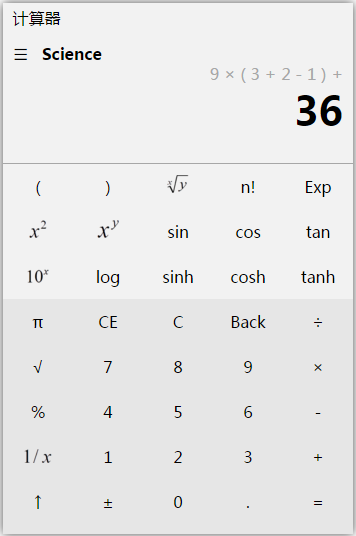 计算器
☰ Science
9 × ( 3 + 2 - 1 ) +
36
( ) ˣ√y n! Exp
x² xʸ sin cos tan
10ˣ log sinh cosh tanh
π CE C Back ÷
√ 7 8 9 ×
% 4 5 6 -
1/x 1 2 3 +
↑ ± 0 . =